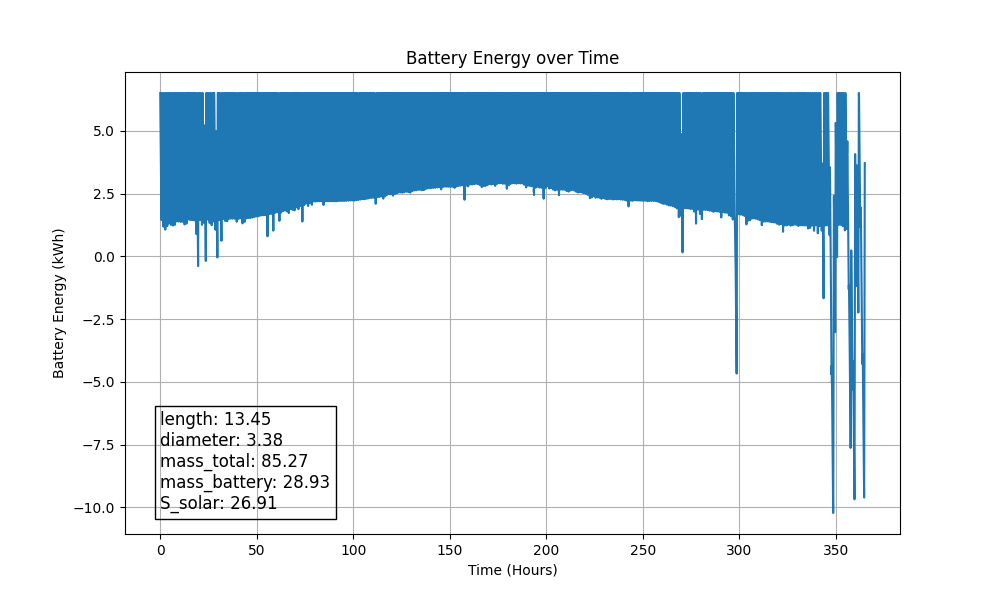 Battery Energy over Time
Battery Energy (kWh)
5.0
2.5
0.0
−2.5
−5.0
−7.5
−10.0
length: 13.45
diameter: 3.38
mass_total: 85.27
mass_battery: 28.93
S_solar: 26.91
0 50 100 150 200 250 300 350
Time (Hours)